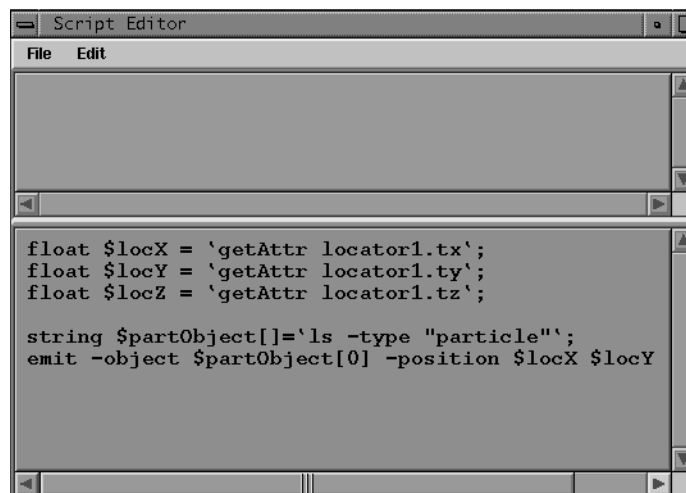 Script Editor
File Edit
float $locX = `getAttr locator1.tx`;
float $locY = `getAttr locator1.ty`;
float $locZ = `getAttr locator1.tz`;
string $partObject[]=`ls -type "particle"`;
emit -object $partObject[0] -position $locX $locY